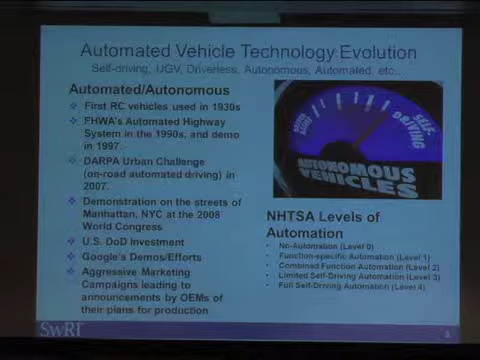 Automated Vehicle Technology Evolution
Self-driving, UGV, Driverless, Autonomous, Automated, etc...
Automated/Autonomous
First RC vehicles used in 1930s
FHWA's Automated Highway
System in the 1990s, and demo
in 1997.
DARPA Urban Challenge
(on-road automated driving) in
2007.
Demonstration on the streets of
Manhattan, NYC at the 2008
World Congress
U.S. DoD Investment
Google's Demos/Efforts
Aggressive Marketing
Campaigns leading to
announcements by OEMs of
their plans for production
DRIVER ASSIST
SELF-DRIVING
AUTONOMOUS
VEHICLES
NHTSA Levels of
Automation
No-Automation (Level 0)
Function-specific Automation (Level 1)
Combined Function Automation (Level 2)
Limited Self-Driving Automation (Level 3)
Full Self-Driving Automation (Level 4)
SwRI